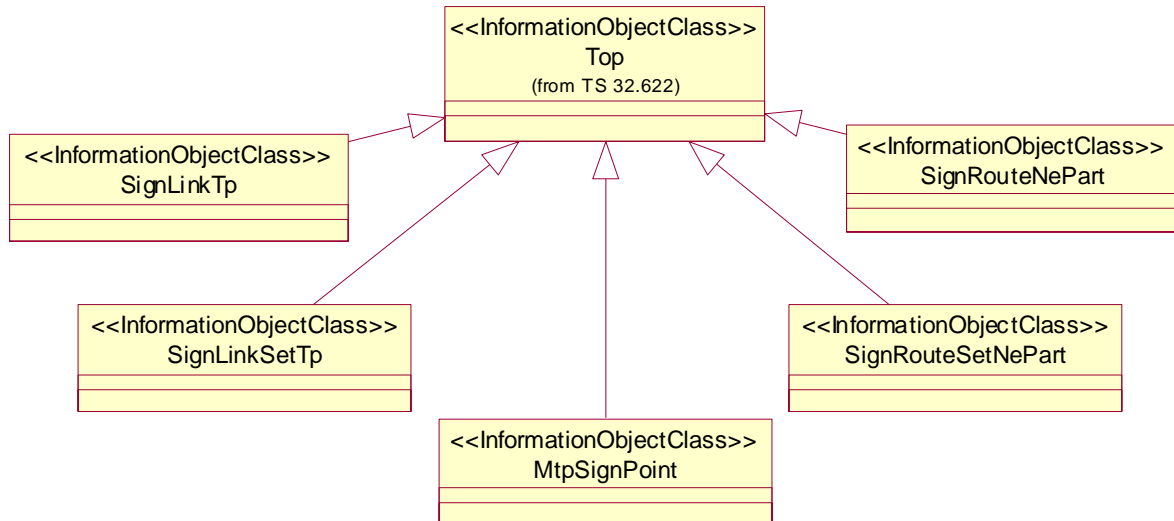 <<InformationObjectClass>>
Top
(from TS 32.622)
<<InformationObjectClass>>
SignLinkTp
<<InformationObjectClass>>
SignRouteNePart
<<InformationObjectClass>>
SignLinkSetTp
<<InformationObjectClass>>
SignRouteSetNePart
<<InformationObjectClass>>
MtpSignPoint